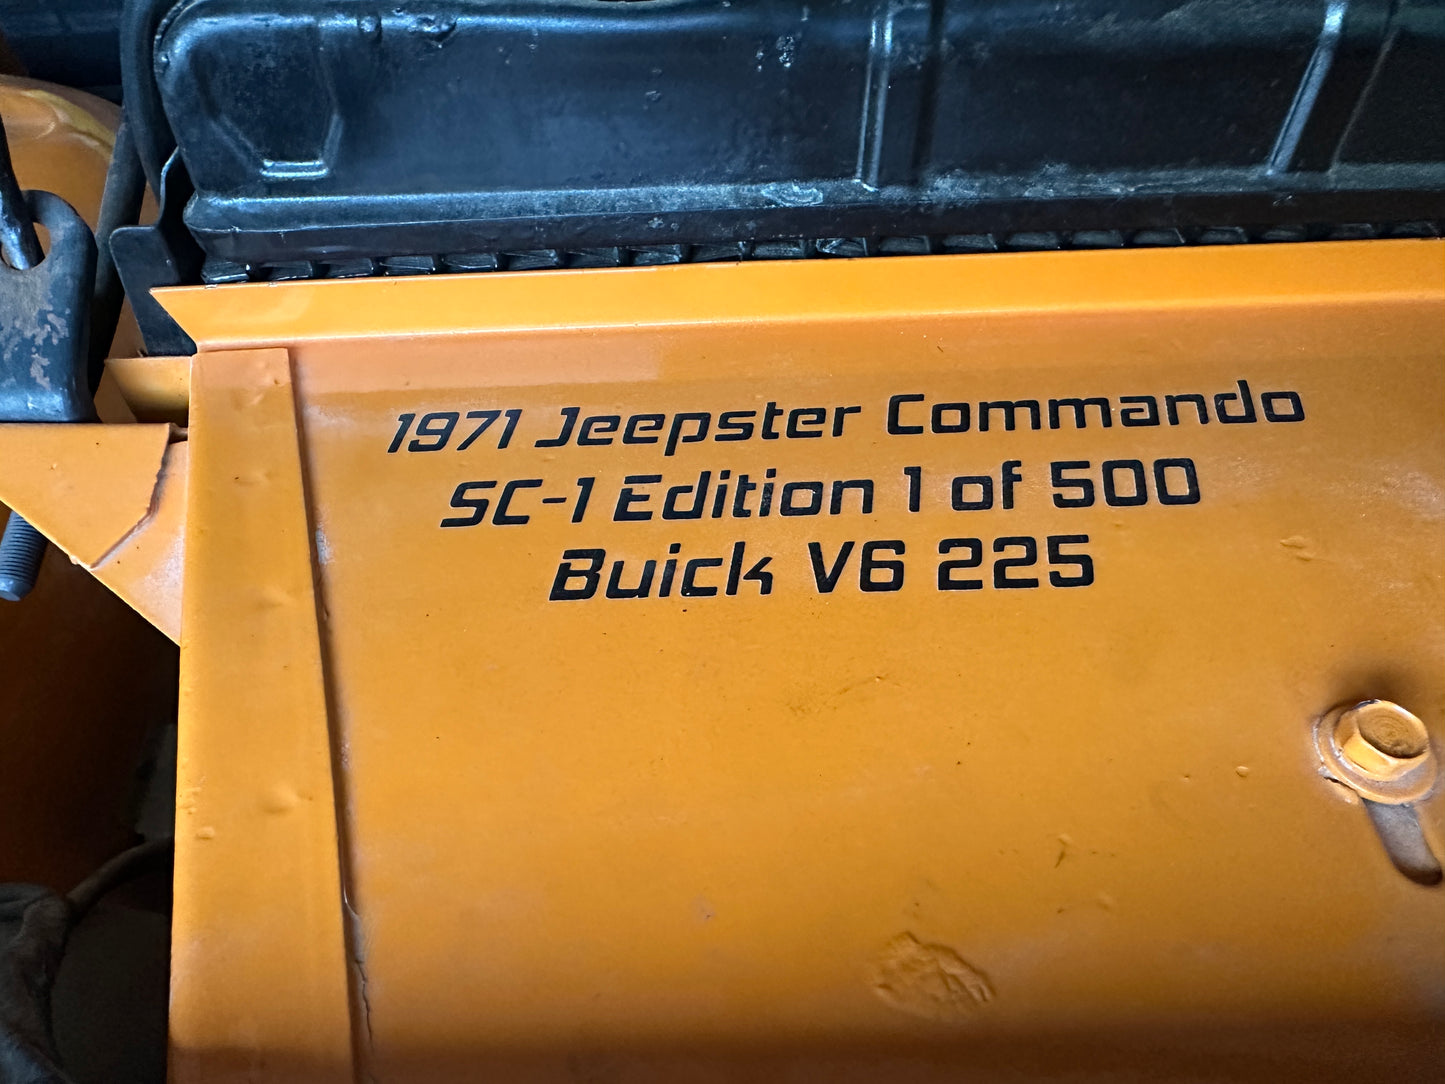 1971 Jeepster Commando
SC-1 Edition 1 of 500
Buick V6 225